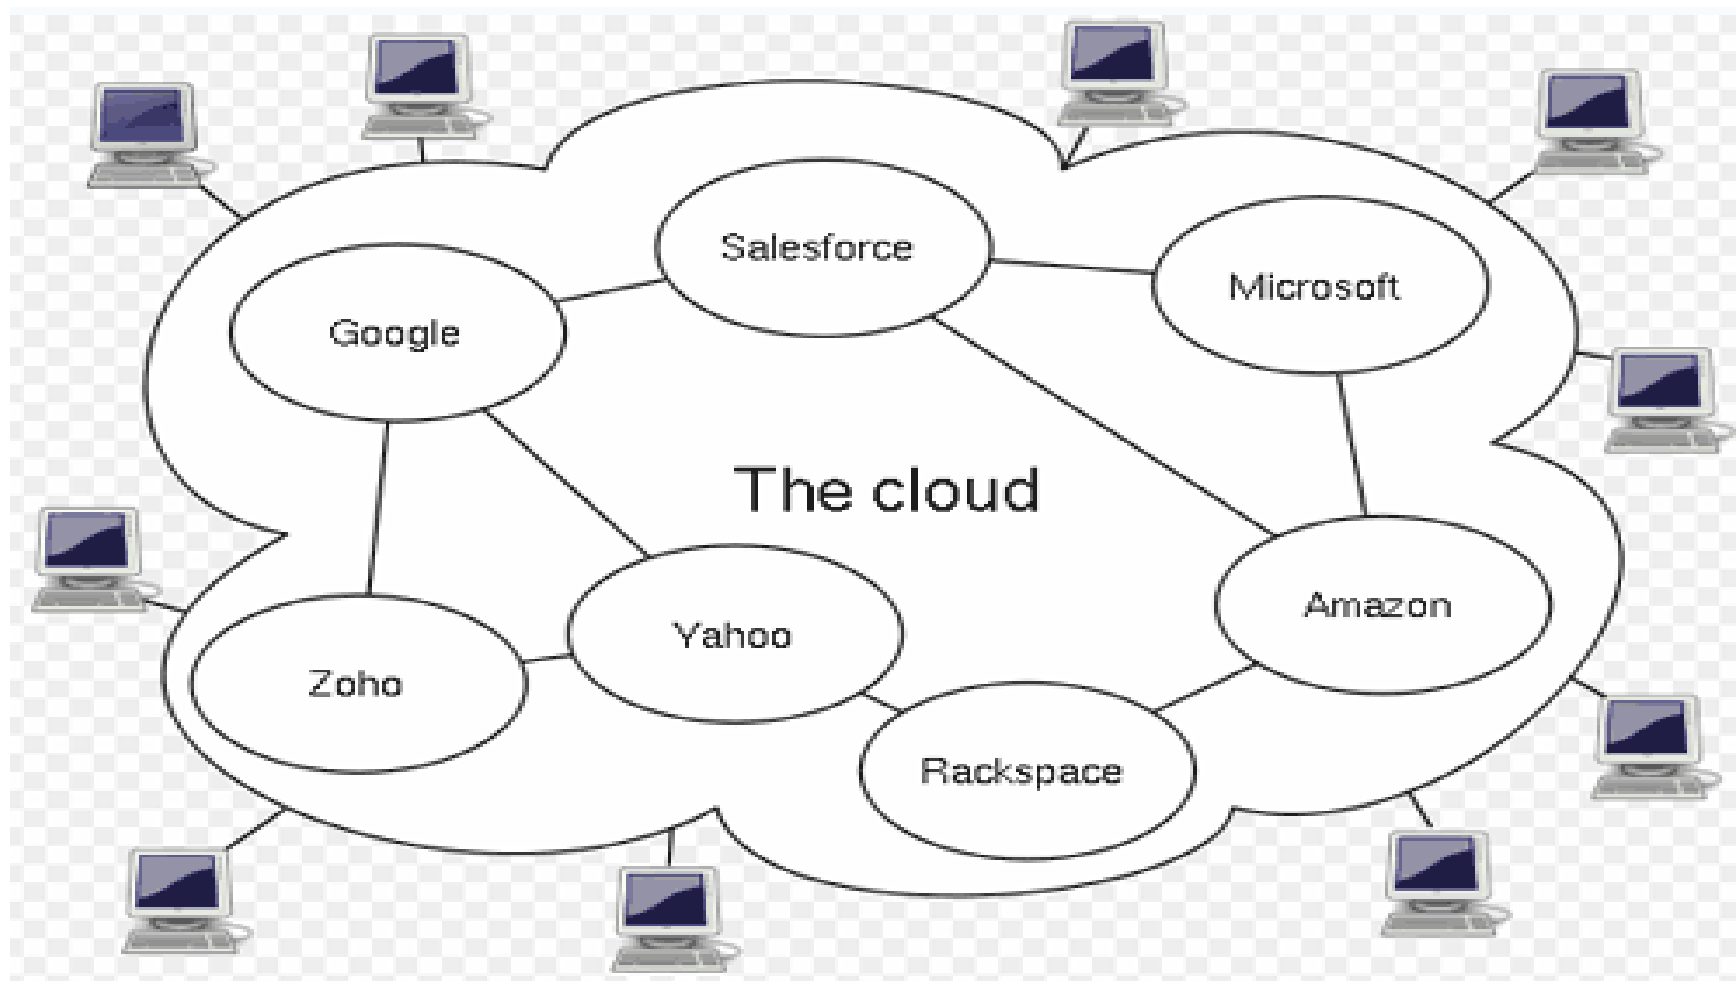 Salesforce
Microsoft
Google
The cloud
Amazon
Yahoo
Zoho
Rackspace